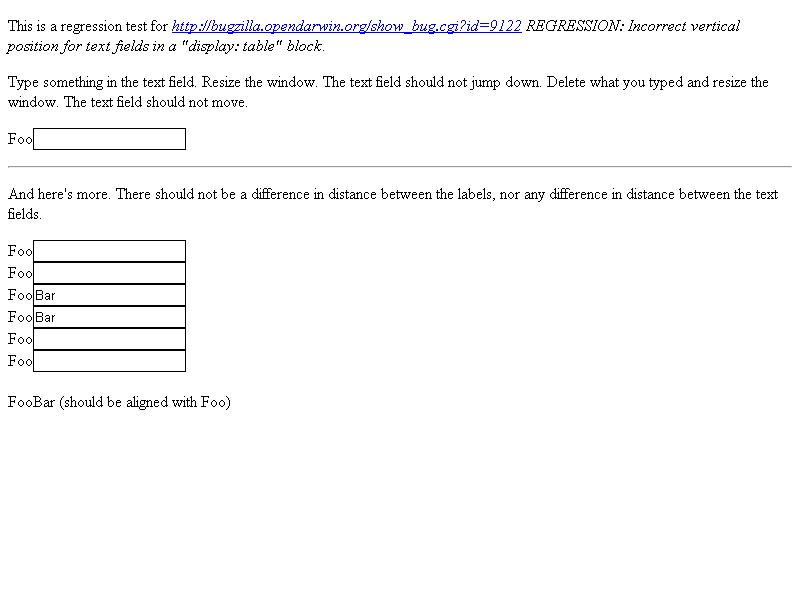 This is a regression test for http://bugzilla.opendarwin.org/show_bug.cgi?id=9122 REGRESSION: Incorrect vertical
position for text fields in a "display: table" block.
Type something in the text field. Resize the window. The text field should not jump down. Delete what you typed and resize the
window. The text field should not move.
Foo
And here's more. There should not be a difference in distance between the labels, nor any difference in distance between the text
fields.
Foo
Foo
Foo Bar
Foo Bar
Foo
Foo
FooBar (should be aligned with Foo)